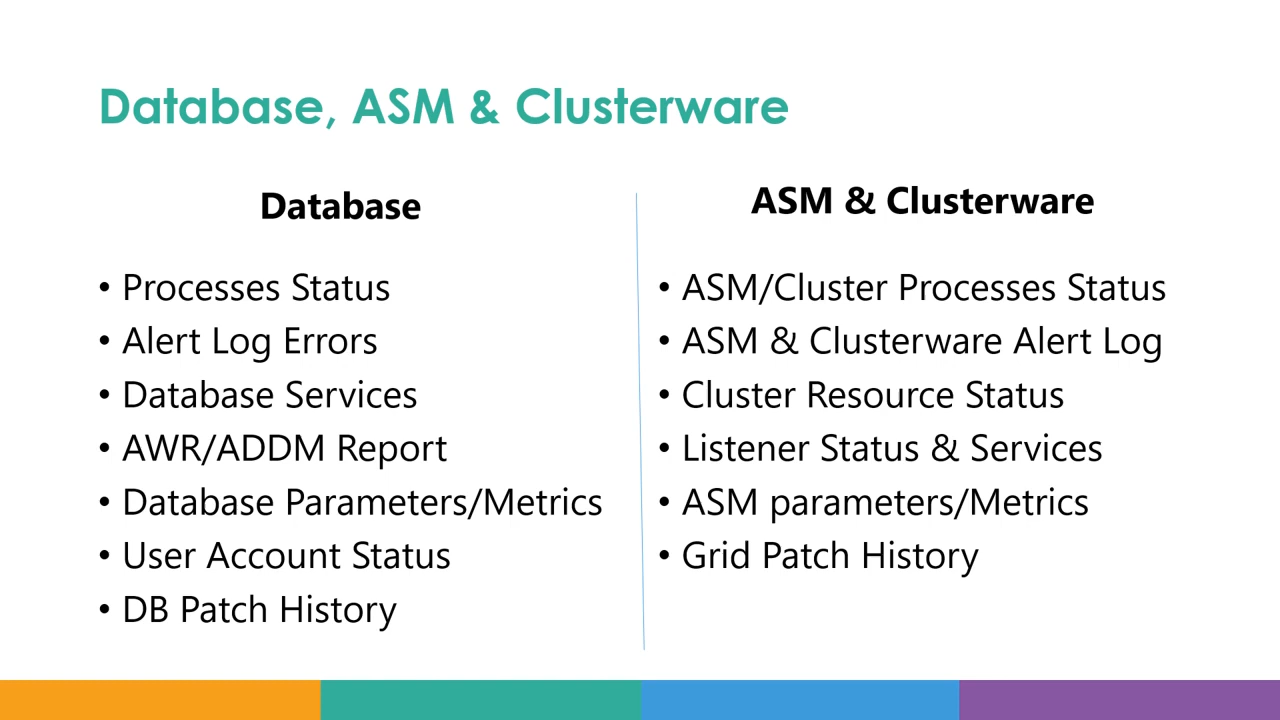 Database, ASM & Clusterware
Database
• Processes Status
• Alert Log Errors
• Database Services
• AWR/ADDM Report
• Database Parameters/Metrics
• User Account Status
• DB Patch History
ASM & Clusterware
• ASM/Cluster Processes Status
• ASM & Clusterware Alert Log
• Cluster Resource Status
• Listener Status & Services
• ASM parameters/Metrics
• Grid Patch History